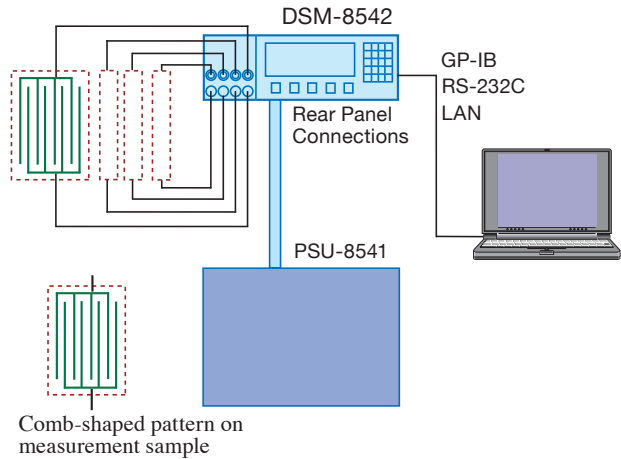 DSM-8542
GP-IB
RS-232C
LAN
Rear Panel
Connections
PSU-8541
Comb-shaped pattern on
measurement sample